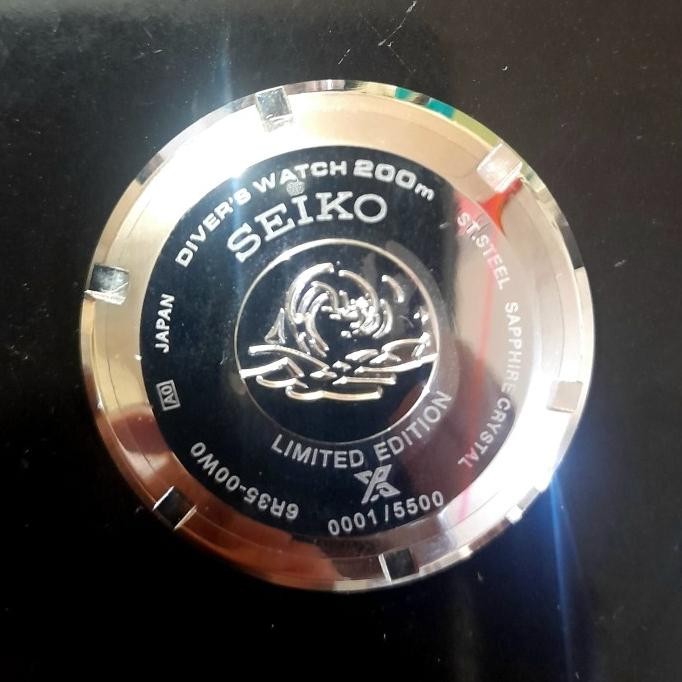 DIVER'S WATCH 200m
SEIKO
ST.STEEL SAPPHIRE CRYSTAL
JAPAN
A0
LIMITED EDITION
6R35-00W0
0001/5500